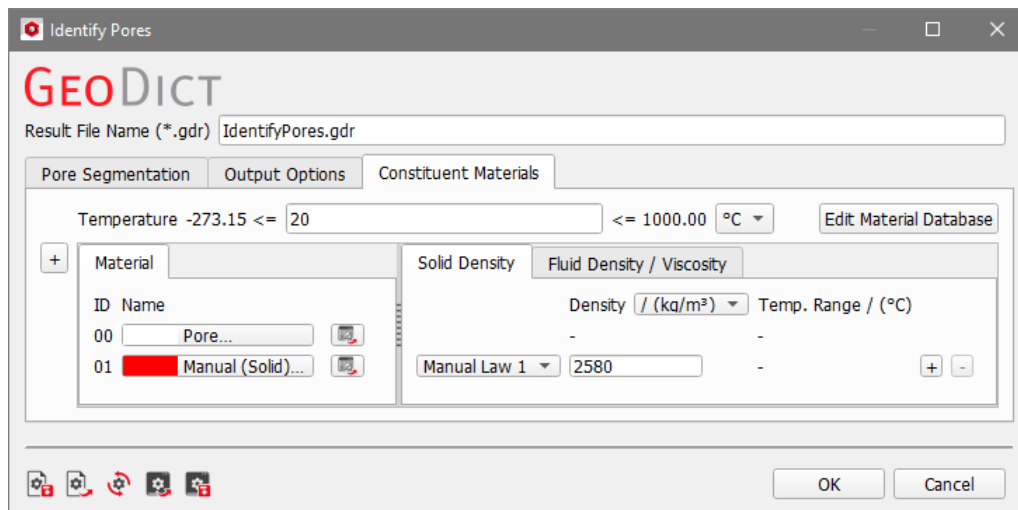 Identify Pores
GEODICT
Result File Name (*.gdr) IdentifyPores.gdr
Pore Segmentation Output Options Constituent Materials
Temperature -273.15 <= 20 <= 1000.00 °C Edit Material Database
+ Material Solid Density Fluid Density / Viscosity
ID Name Density / (kg/m³) Temp. Range / (°C)
00 Pore... - -
01 Manual (Solid)... Manual Law 1 2580 - + -
OK Cancel